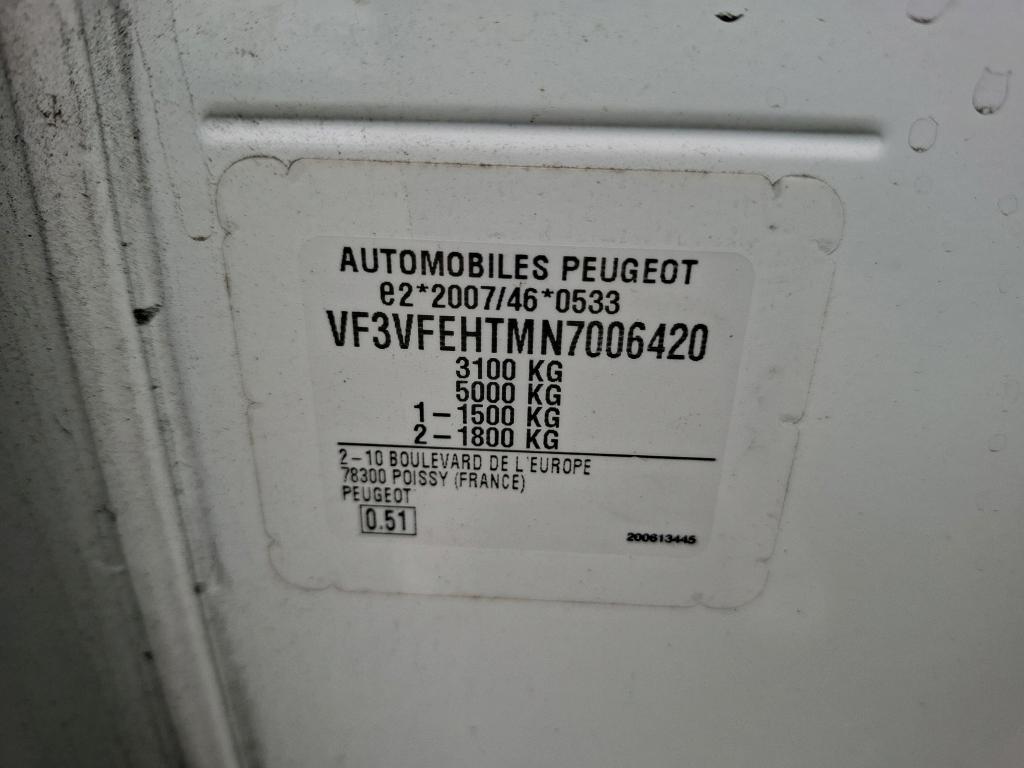 AUTOMOBILES PEUGEOT
e2*2007/46*0533
VF3VFEHTMN7006420
3100 KG
5000 KG
1-1500 KG
2-1800 KG
2-10 BOULEVARD DE L'EUROPE
78300 POISSY (FRANCE)
PEUGEOT
0.51
200613445